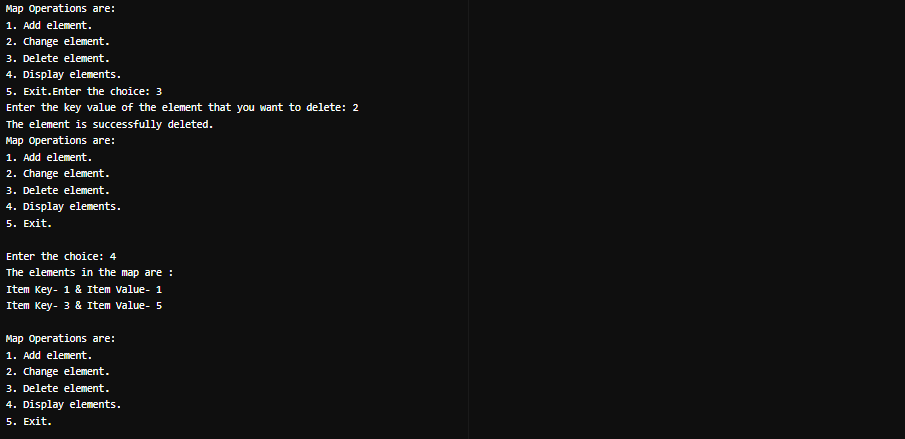 Map Operations are:
1. Add element.
2. Change element.
3. Delete element.
4. Display elements.
5. Exit.Enter the choice: 3
Enter the key value of the element that you want to delete: 2
The element is successfully deleted.
Map Operations are:
1. Add element.
2. Change element.
3. Delete element.
4. Display elements.
5. Exit.
Enter the choice: 4
The elements in the map are :
Item Key- 1 & Item Value- 1
Item Key- 3 & Item Value- 5
Map Operations are:
1. Add element.
2. Change element.
3. Delete element.
4. Display elements.
5. Exit.